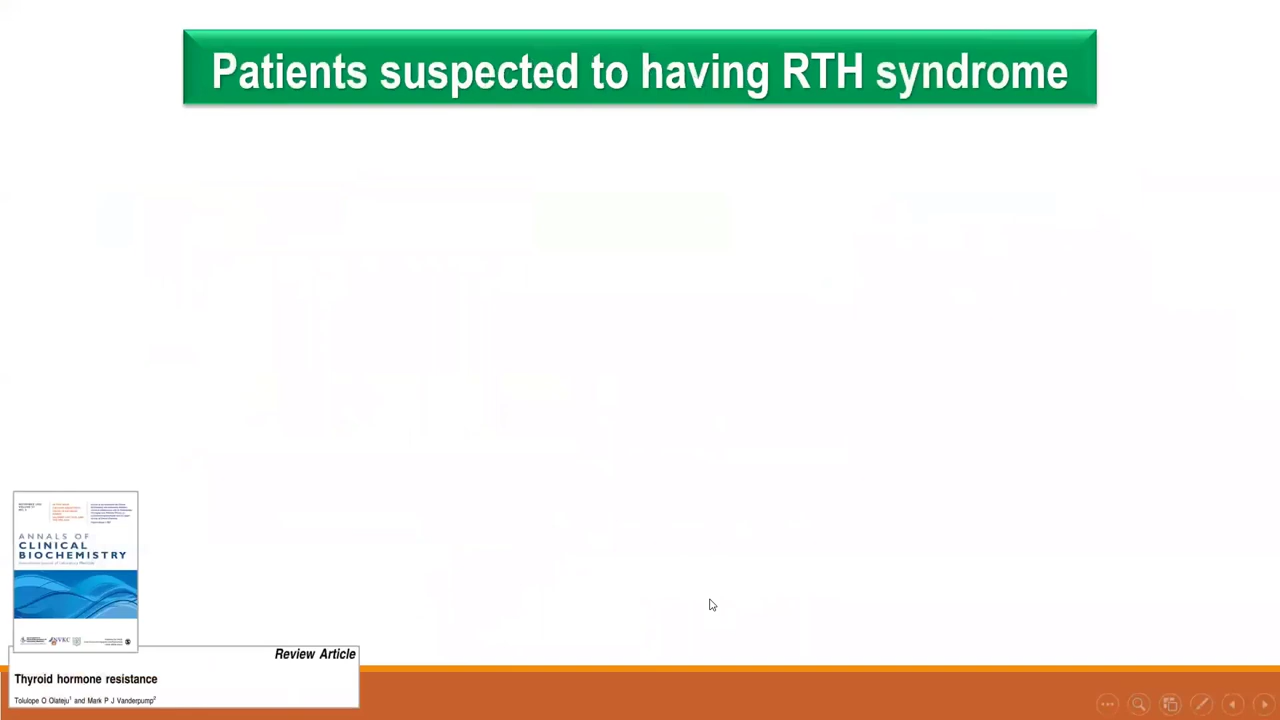 Patients suspected to having RTH syndrome
ANNALS OF
CLINICAL
BIOCHEMISTRY
Review Article
Thyroid hormone resistance
Tolulope O Olateju1 and Mark P J Vanderpump2